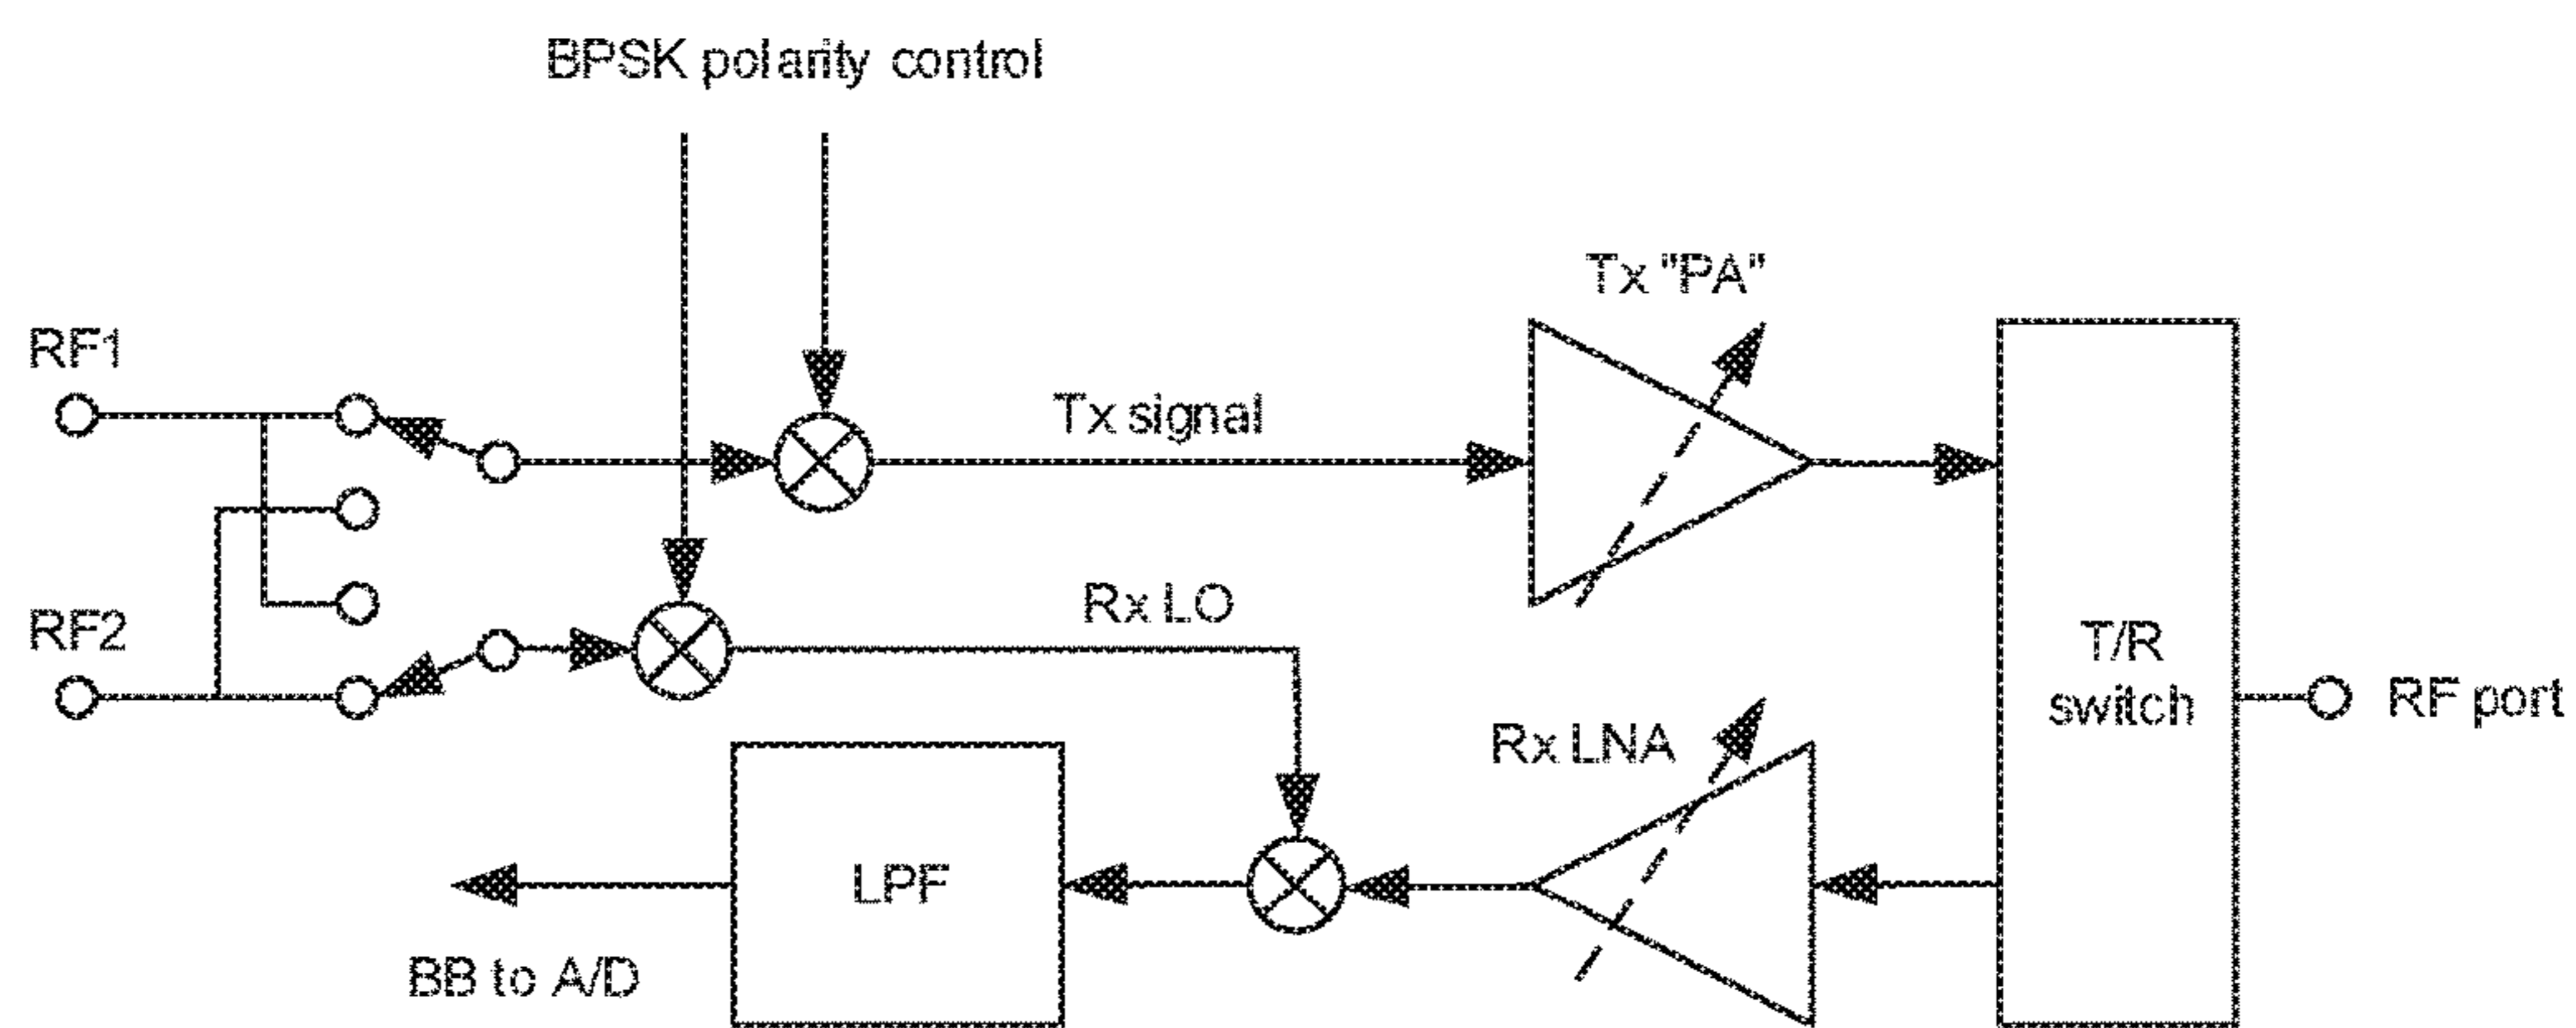 BPSK polarity control
Tx "PA"
RF1
Tx signal
Rx LO
RF2
T/R
switch
RF port
Rx LNA
LPF
BB to A/D